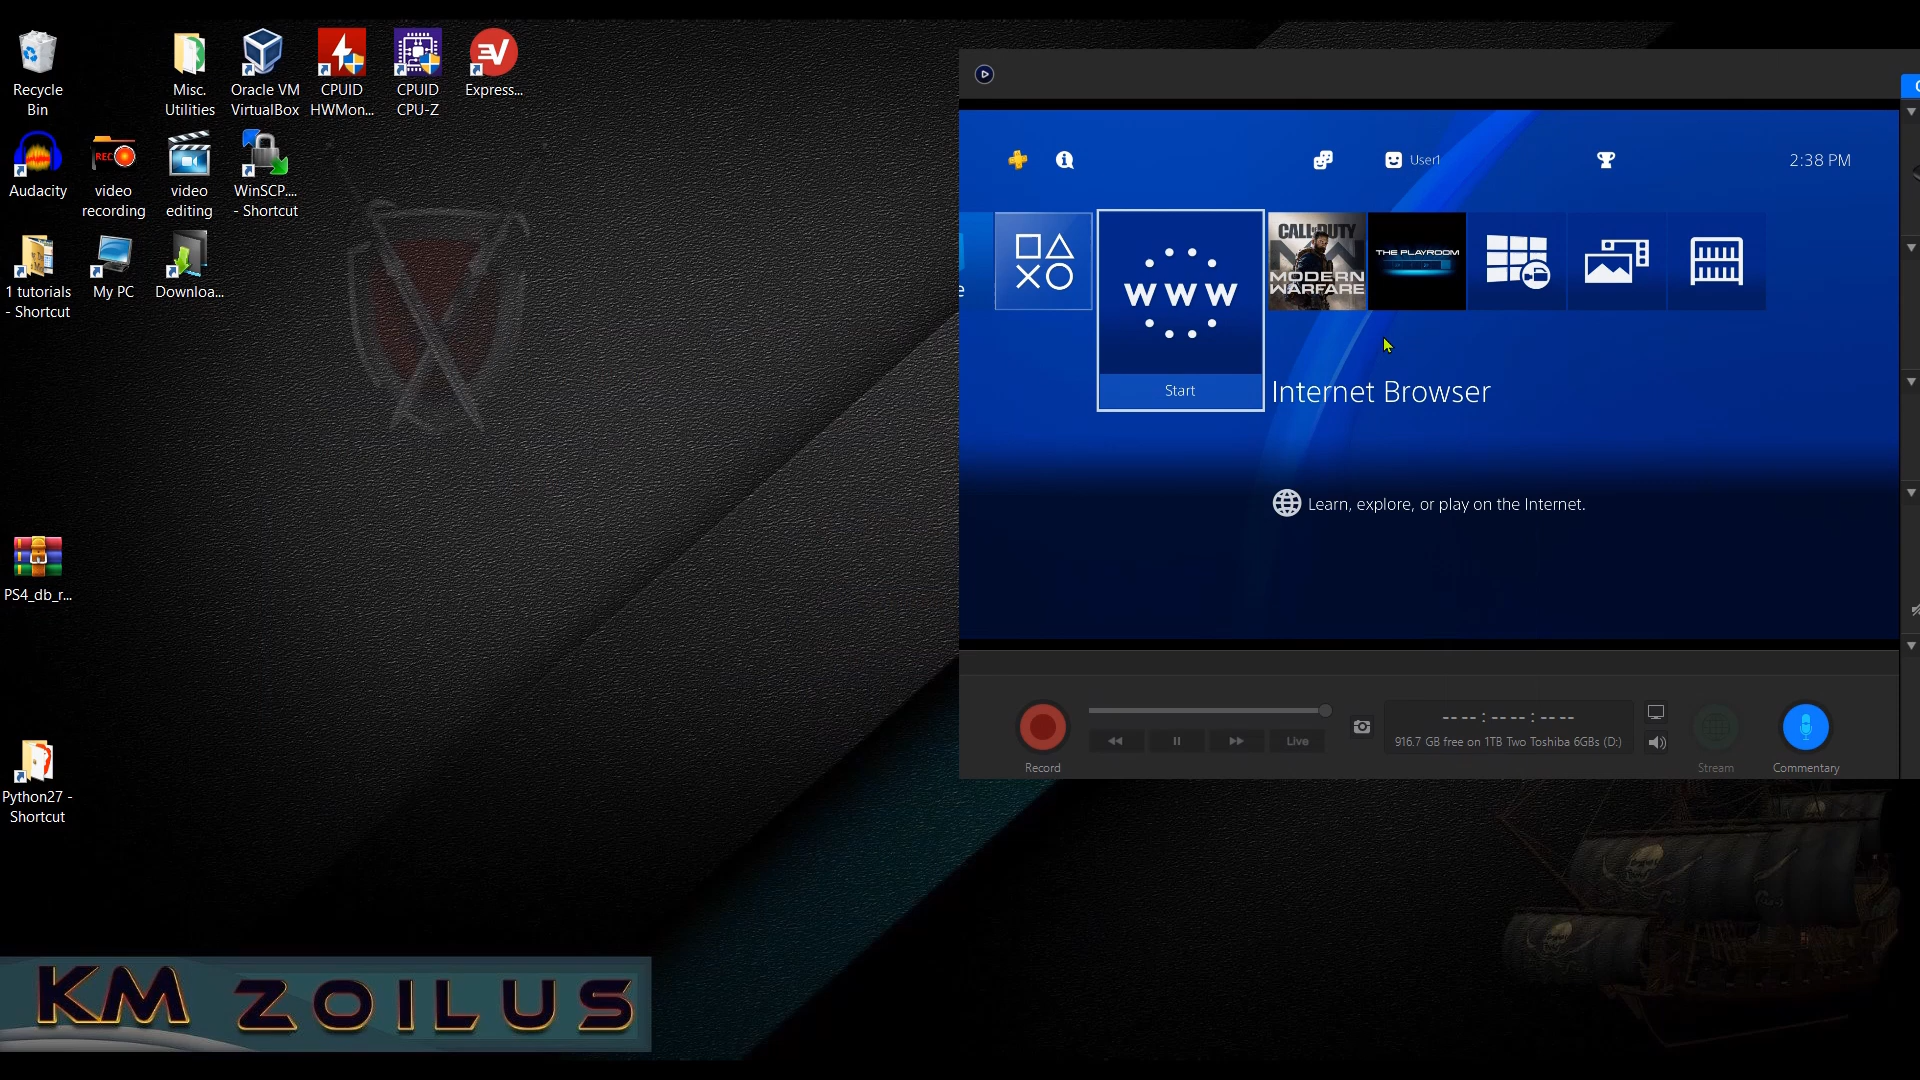 Recycle
Bin
Misc.
Utilities
Oracle VM
VirtualBox
CPUID
HWMon...
CPUID
CPU-Z
EV
Express...
Audacity
REC
video
recording
video
editing
WinSCP....
- Shortcut
1 tutorials
- Shortcut
My PC
Downloa...
PS4_db_r...
Python27 -
Shortcut
KM ZOILUS
User1
2:38 PM
WWW
Start
CALL OF DUTY
MODERN
WARFARE
THE PLAYROOM
Internet Browser
Learn, explore, or play on the Internet.
Record
Live
-- -- : -- -- : -- --
916.7 GB free on 1TB Two Toshiba 6GBs (D:)
Stream
Commentary